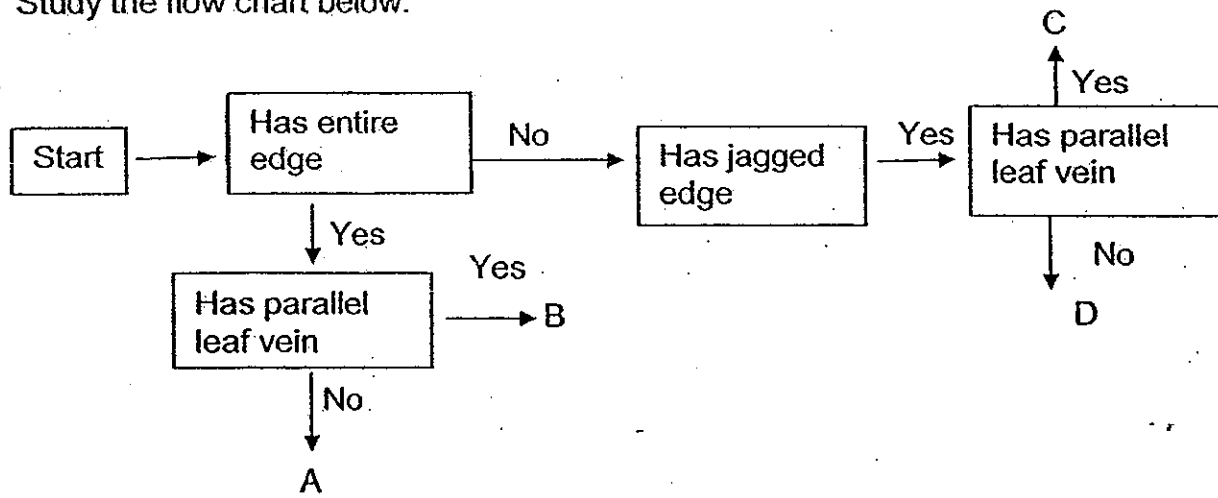 Study the flow chart below.
C
Yes
Start
Has entire
edge
No
Has jagged
edge
Yes
Has parallel
leaf vein
Yes
No
D
Has parallel
leaf vein
Yes
B
No
A